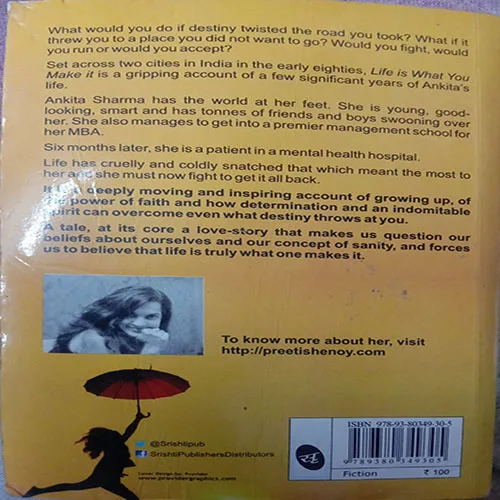 What would you do if destiny twisted the road you took? What if it
threw you to a place you did not want to go? Would you fight, would
you run or would you accept?
Set across two cities in India in the early eighties, Life is What You
Make it is a gripping account of a few significant years of Ankita's
life.
Ankita Sharma has the world at her feet. She is young, good-
looking, smart and has tonnes of friends and boys swooning over
her. She also manages to get into a premier management school for
her MBA.
Six months later, she is a patient in a mental health hospital.
Life has cruelly and coldly snatched that which meant the most to
her and she must now fight to get it all back.
It is a deeply moving and inspiring account of growing up, of
the power of faith and how determination and an indomitable
spirit can overcome even what destiny throws at you.
A tale, at its core a love-story that makes us question our
beliefs about ourselves and our concept of sanity, and forces
us to believe that life is truly what one makes it.
To know more about her, visit
http://preetishenoy.com
@Srishtipub
SrishtiPublishersDistributors
Cover Design by: Provider
www.providergraphics.com
ISBN 978-93-80349-30-5
9 789380 349305
Fiction
₹ 100